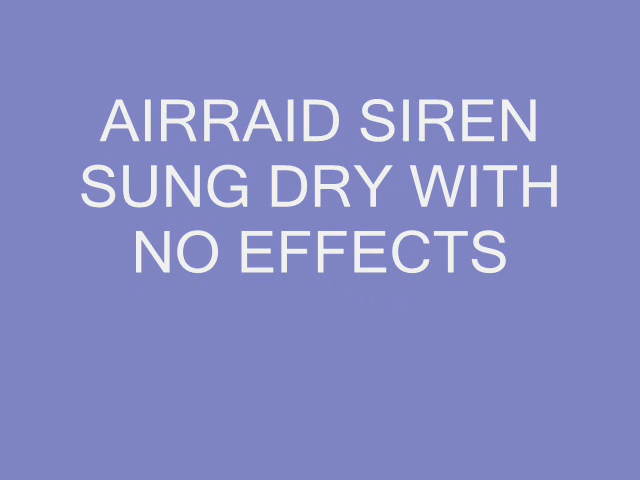 AIRRAID SIREN
SUNG DRY WITH
NO EFFECTS